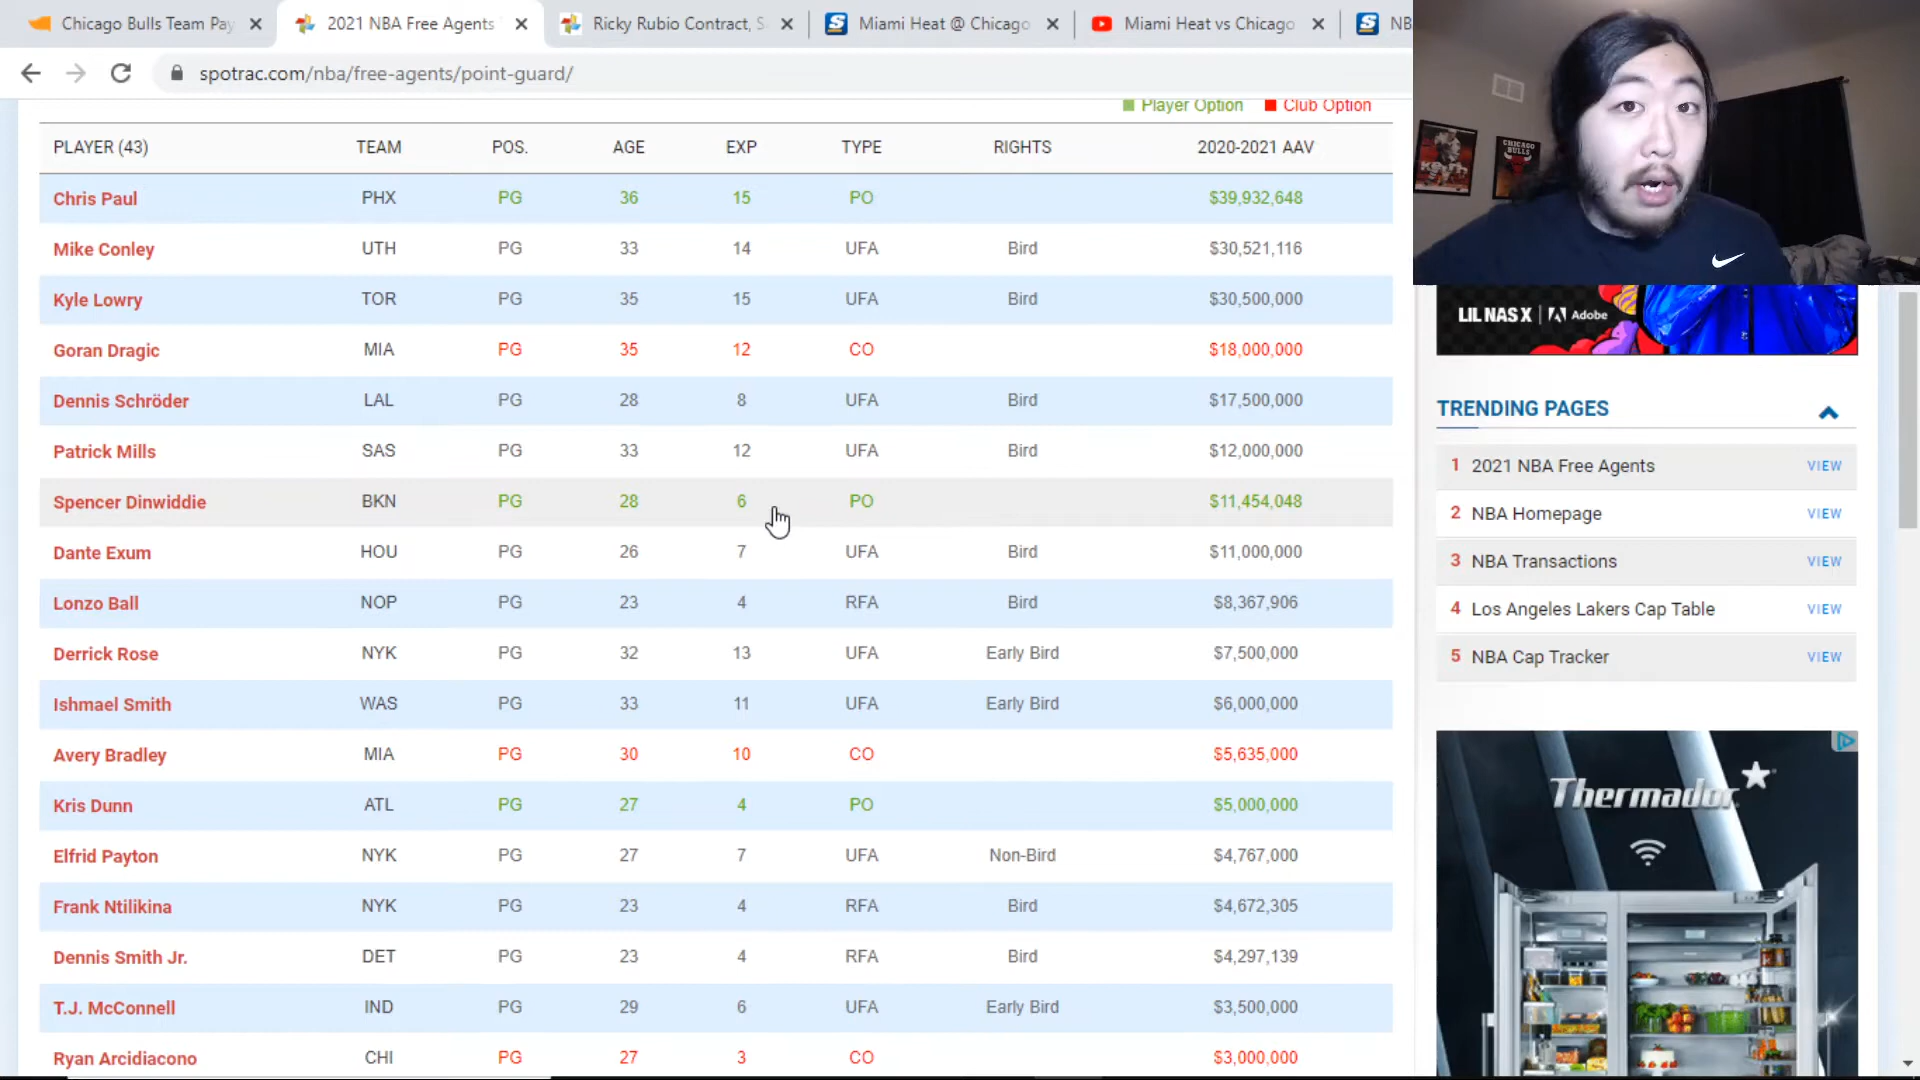 Chicago Bulls Team Pay
2021 NBA Free Agents
Ricky Rubio Contract, S
Miami Heat @ Chicago
Miami Heat vs Chicago
NB
spotrac.com/nba/free-agents/point-guard/
Player Option Club Option
PLAYER (43) TEAM POS. AGE EXP TYPE RIGHTS 2020-2021 AAV
Chris Paul PHX PG 36 15 PO $39,932,648
Mike Conley UTH PG 33 14 UFA Bird $30,521,116
Kyle Lowry TOR PG 35 15 UFA Bird $30,500,000
Goran Dragic MIA PG 35 12 CO $18,000,000
Dennis Schröder LAL PG 28 8 UFA Bird $17,500,000
Patrick Mills SAS PG 33 12 UFA Bird $12,000,000
Spencer Dinwiddie BKN PG 28 6 PO $11,454,048
Dante Exum HOU PG 26 7 UFA Bird $11,000,000
Lonzo Ball NOP PG 23 4 RFA Bird $8,367,906
Derrick Rose NYK PG 32 13 UFA Early Bird $7,500,000
Ishmael Smith WAS PG 33 11 UFA Early Bird $6,000,000
Avery Bradley MIA PG 30 10 CO $5,635,000
Kris Dunn ATL PG 27 4 PO $5,000,000
Elfrid Payton NYK PG 27 7 UFA Non-Bird $4,767,000
Frank Ntilikina NYK PG 23 4 RFA Bird $4,672,305
Dennis Smith Jr. DET PG 23 4 RFA Bird $4,297,139
T.J. McConnell IND PG 29 6 UFA Early Bird $3,500,000
Ryan Arcidiacono CHI PG 27 3 CO $3,000,000
CHICAGO
BULLS
LIL NAS X | Adobe
TRENDING PAGES
1 2021 NBA Free Agents VIEW
2 NBA Homepage VIEW
3 NBA Transactions VIEW
4 Los Angeles Lakers Cap Table VIEW
5 NBA Cap Tracker VIEW
Thermador